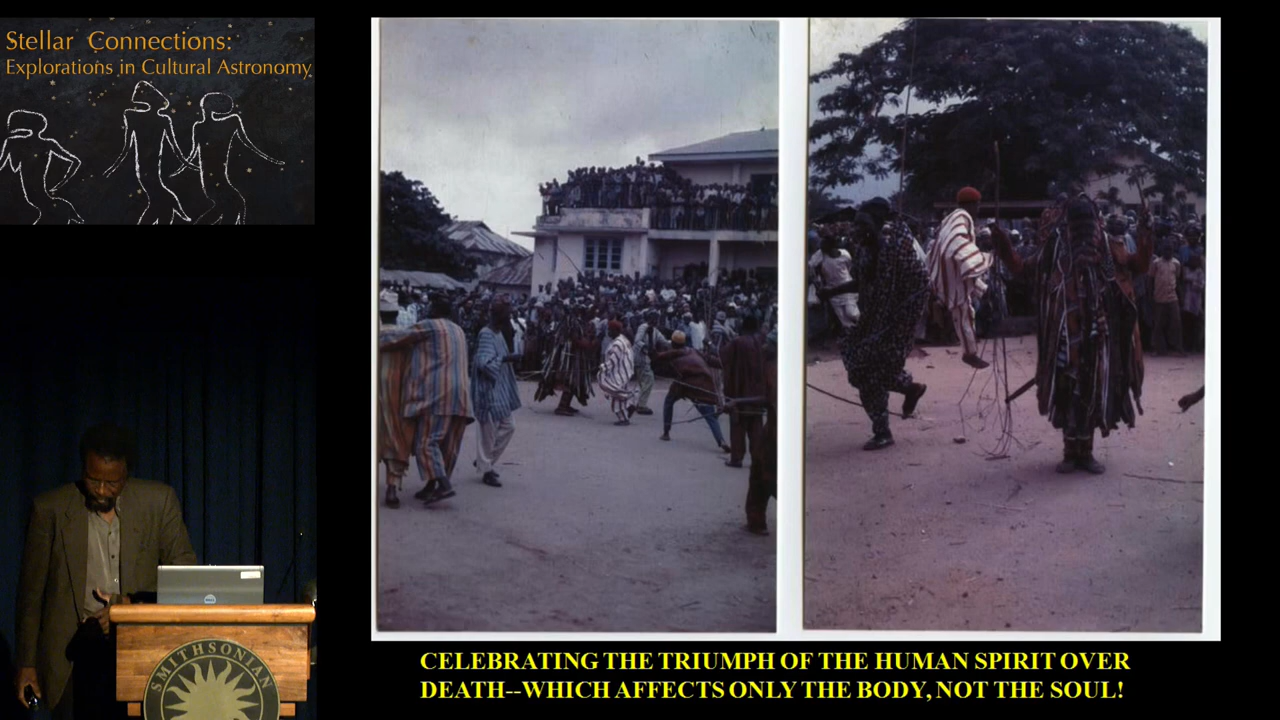 Stellar Connections:
Explorations in Cultural Astronomy
CELEBRATING THE TRIUMPH OF THE HUMAN SPIRIT OVER
DEATH--WHICH AFFECTS ONLY THE BODY, NOT THE SOUL!
DELL
SMITHSONIAN